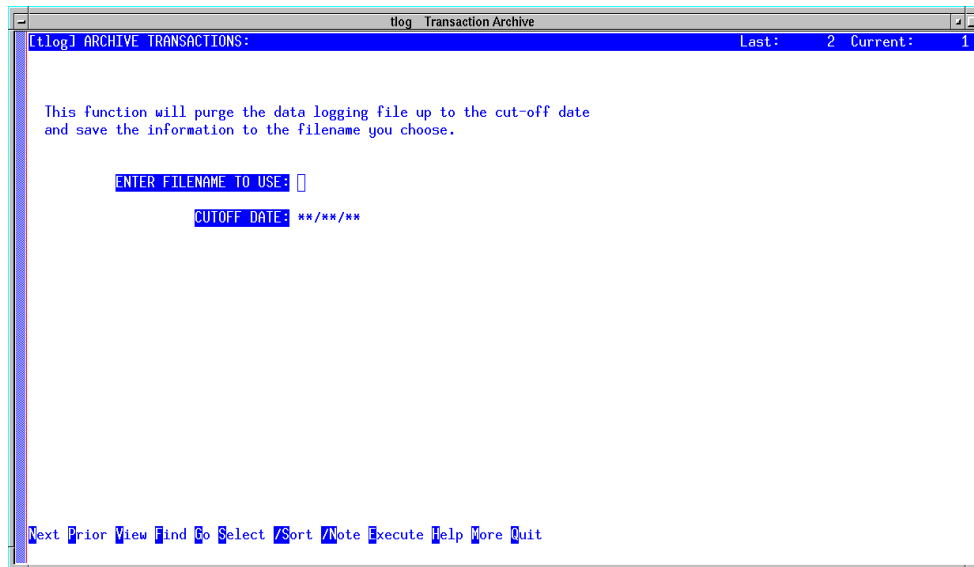 tlog Transaction Archive
[tlog] ARCHIVE TRANSACTIONS: Last: 2 Current: 1
This function will purge the data logging file up to the cut-off date
and save the information to the filename you choose.
ENTER FILENAME TO USE:
CUTOFF DATE: **/**/**
Next Prior View Find Go Select /Sort /Note Execute Help More Quit